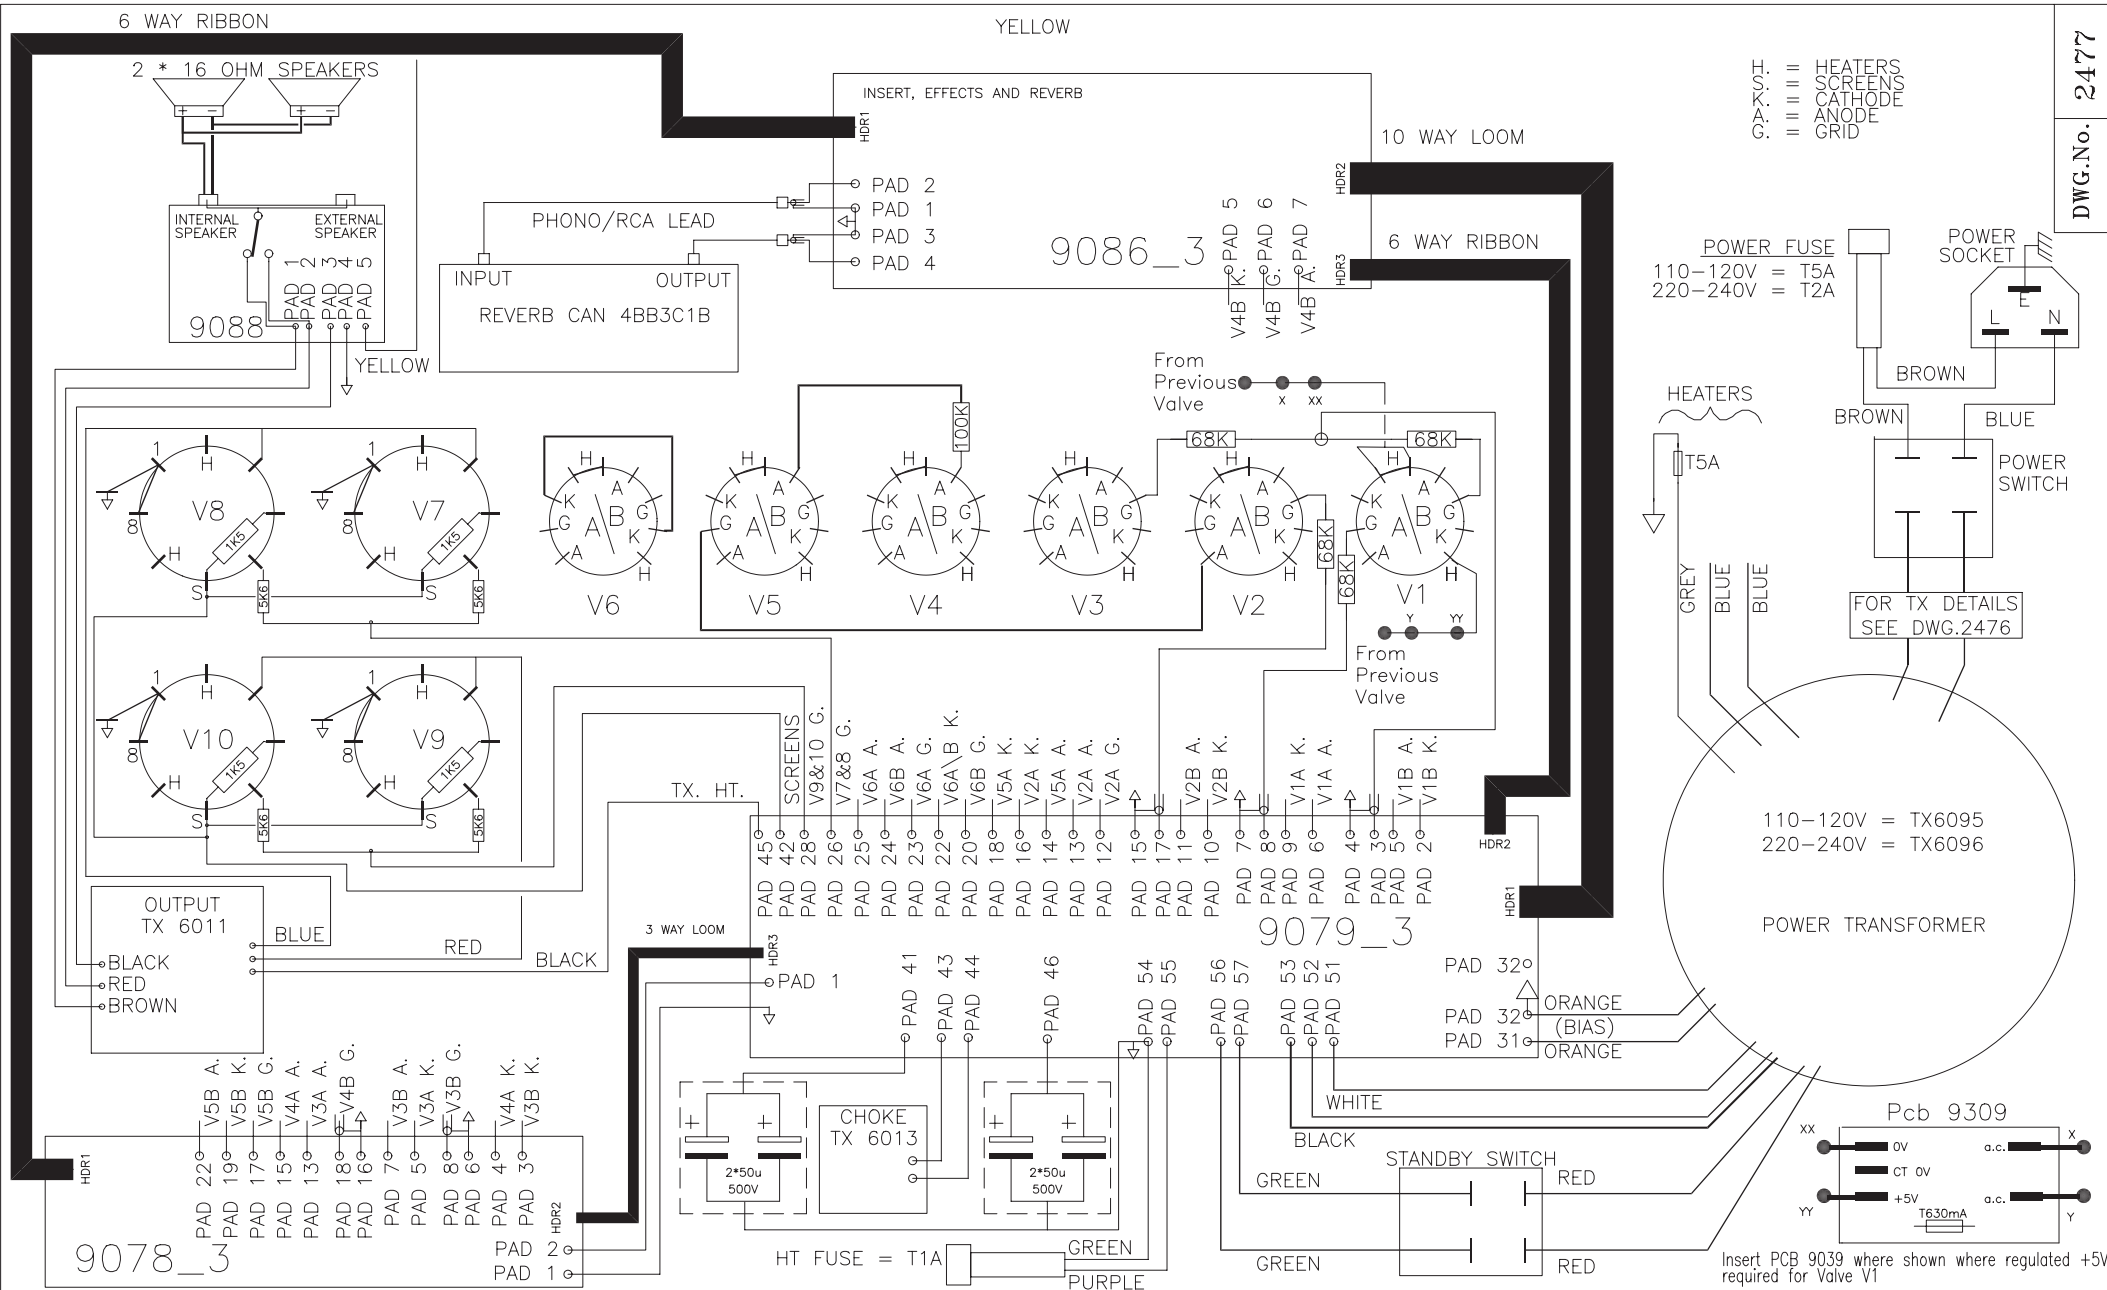 6 WAY RIBBON
YELLOW
DWG.No. 2477
2 * 16 OHM SPEAKERS
+ - + -
H. = HEATERS
S. = SCREENS
K. = CATHODE
A. = ANODE
G. = GRID
INSERT, EFFECTS AND REVERB
HDR1
10 WAY LOOM
HDR2
PAD 2
PAD 1
PAD 3
PAD 4
PHONO/RCA LEAD
9086_3
PAD 5
PAD 6
PAD 7
V4B K.
V4B G.
V4B A.
HDR3
6 WAY RIBBON
INTERNAL
SPEAKER
EXTERNAL
SPEAKER
PAD 1
PAD 2
PAD 3
PAD 4
PAD 5
9088
YELLOW
INPUT
OUTPUT
REVERB CAN 4BB3C1B
POWER FUSE
110-120V = T5A
220-240V = T2A
POWER
SOCKET
E
L
N
BROWN
BROWN
BLUE
POWER
SWITCH
HEATERS
T5A
GREY
BLUE
BLUE
FOR TX DETAILS
SEE DWG.2476
From
Previous
Valve
X
XX
100K
68K
68K
68K
68K
1
H
8
V8
1K5
H
S
5K6
1
H
8
V7
1K5
H
S
5K6
H
K
G
A
A
B
A
G
K
H
V6
H
K
G
A
A
B
A
G
K
H
V5
H
K
G
A
A
B
A
G
K
H
V4
H
K
G
A
A
B
A
G
K
H
V3
H
K
G
A
A
B
A
G
K
H
V2
H
K
G
A
A
B
A
G
K
H
V1
Y
YY
From
Previous
Valve
1
H
8
V10
1K5
H
S
5K6
1
H
8
V9
1K5
H
S
5K6
TX. HT.
SCREENS
V9&10 G.
V7&8 G.
V6A A.
V6B A.
V6A G.
V6A\B K.
V6B G.
V5A K.
V2A K.
V5A A.
V2A A.
V2A G.
V2B A.
V2B K.
V1A K.
V1A A.
V1B A.
V1B K.
PAD 45
PAD 42
PAD 28
PAD 26
PAD 25
PAD 24
PAD 23
PAD 22
PAD 20
PAD 18
PAD 16
PAD 14
PAD 13
PAD 12
PAD 15
PAD 17
PAD 11
PAD 10
PAD 7
PAD 8
PAD 9
PAD 6
PAD 4
PAD 3
PAD 5
PAD 2
HDR2
HDR1
9079_3
HDR3
PAD 1
3 WAY LOOM
PAD 41
PAD 43
PAD 44
PAD 46
PAD 54
PAD 55
PAD 56
PAD 57
PAD 53
PAD 52
PAD 51
PAD 32
PAD 32
PAD 31
ORANGE
(BIAS)
ORANGE
110-120V = TX6095
220-240V = TX6096
POWER TRANSFORMER
OUTPUT
TX 6011
BLUE
RED
BLACK
BLACK
RED
BROWN
V5B A.
V5B K.
V5B G.
V4A A.
V3A A.
V4B G.
V3B A.
V3A K.
V3B G.
V4A K.
V3B K.
HDR1
PAD 22
PAD 19
PAD 17
PAD 15
PAD 13
PAD 18
PAD 16
PAD 7
PAD 5
PAD 8
PAD 6
PAD 4
PAD 3
HDR2
9078_3
PAD 2
PAD 1
+ +
2*50u
500V
CHOKE
TX 6013
+ +
2*50u
500V
HT FUSE = T1A
GREEN
PURPLE
WHITE
BLACK
STANDBY SWITCH
GREEN
RED
GREEN
RED
Pcb 9309
XX
0V
a.c.
X
CT 0V
YY
+5V
a.c.
Y
T630mA
Insert PCB 9039 where shown where regulated +5V
required for Valve V1